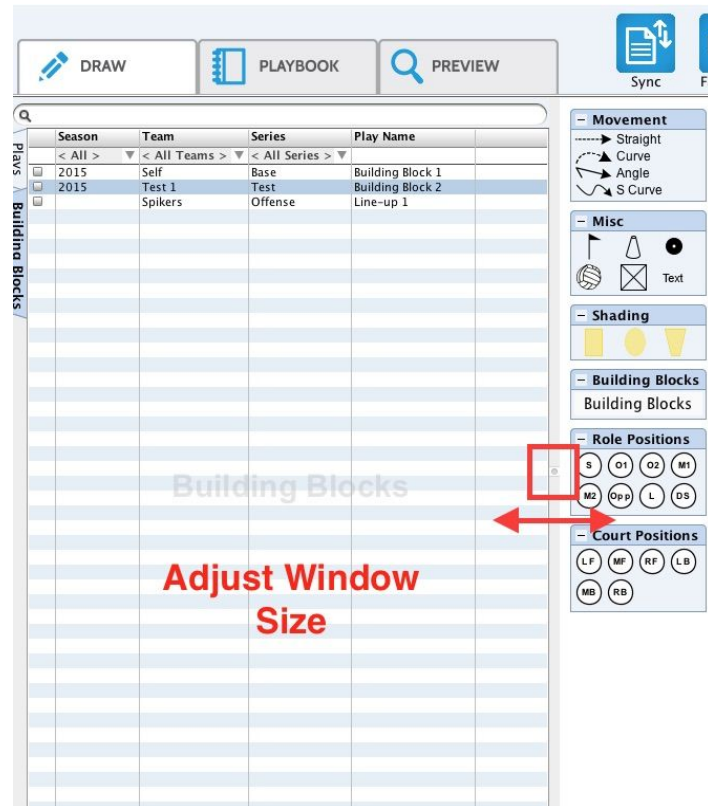 DRAW
PLAYBOOK
PREVIEW
Sync
F
Plays
Building Blocks
Season Team Series Play Name
< All > < All Teams > < All Series >
2015 Self Base Building Block 1
2015 Test 1 Test Building Block 2
Spikers Offense Line-up 1
Building Blocks
Adjust Window
Size
Movement
Straight
Curve
Angle
S Curve
Misc
Text
Shading
Building Blocks
Building Blocks
Role Positions
S O1 O2 M1
M2 Opp L DS
Court Positions
LF MF RF LB
MB RB